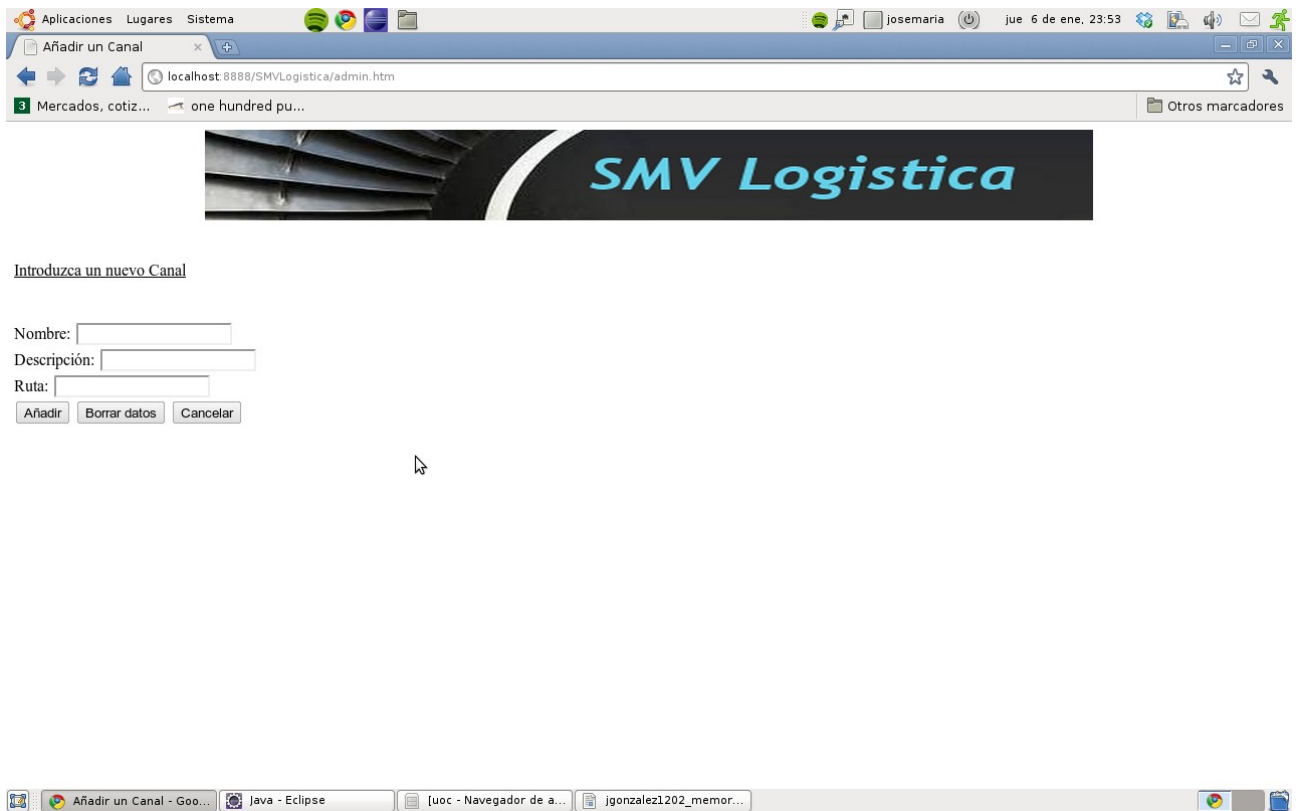 Aplicaciones Lugares Sistema josemaria jue 6 de ene, 23:53
Añadir un Canal
localhost:8888/SMVLogistica/admin.htm
3 Mercados, cotiz... one hundred pu... Otros marcadores
SMV Logistica
Introduzca un nuevo Canal
Nombre:
Descripción:
Ruta:
Añadir Borrar datos Cancelar
Añadir un Canal - Goo... Java - Eclipse [uoc - Navegador de a... jgonzalez1202_memor...